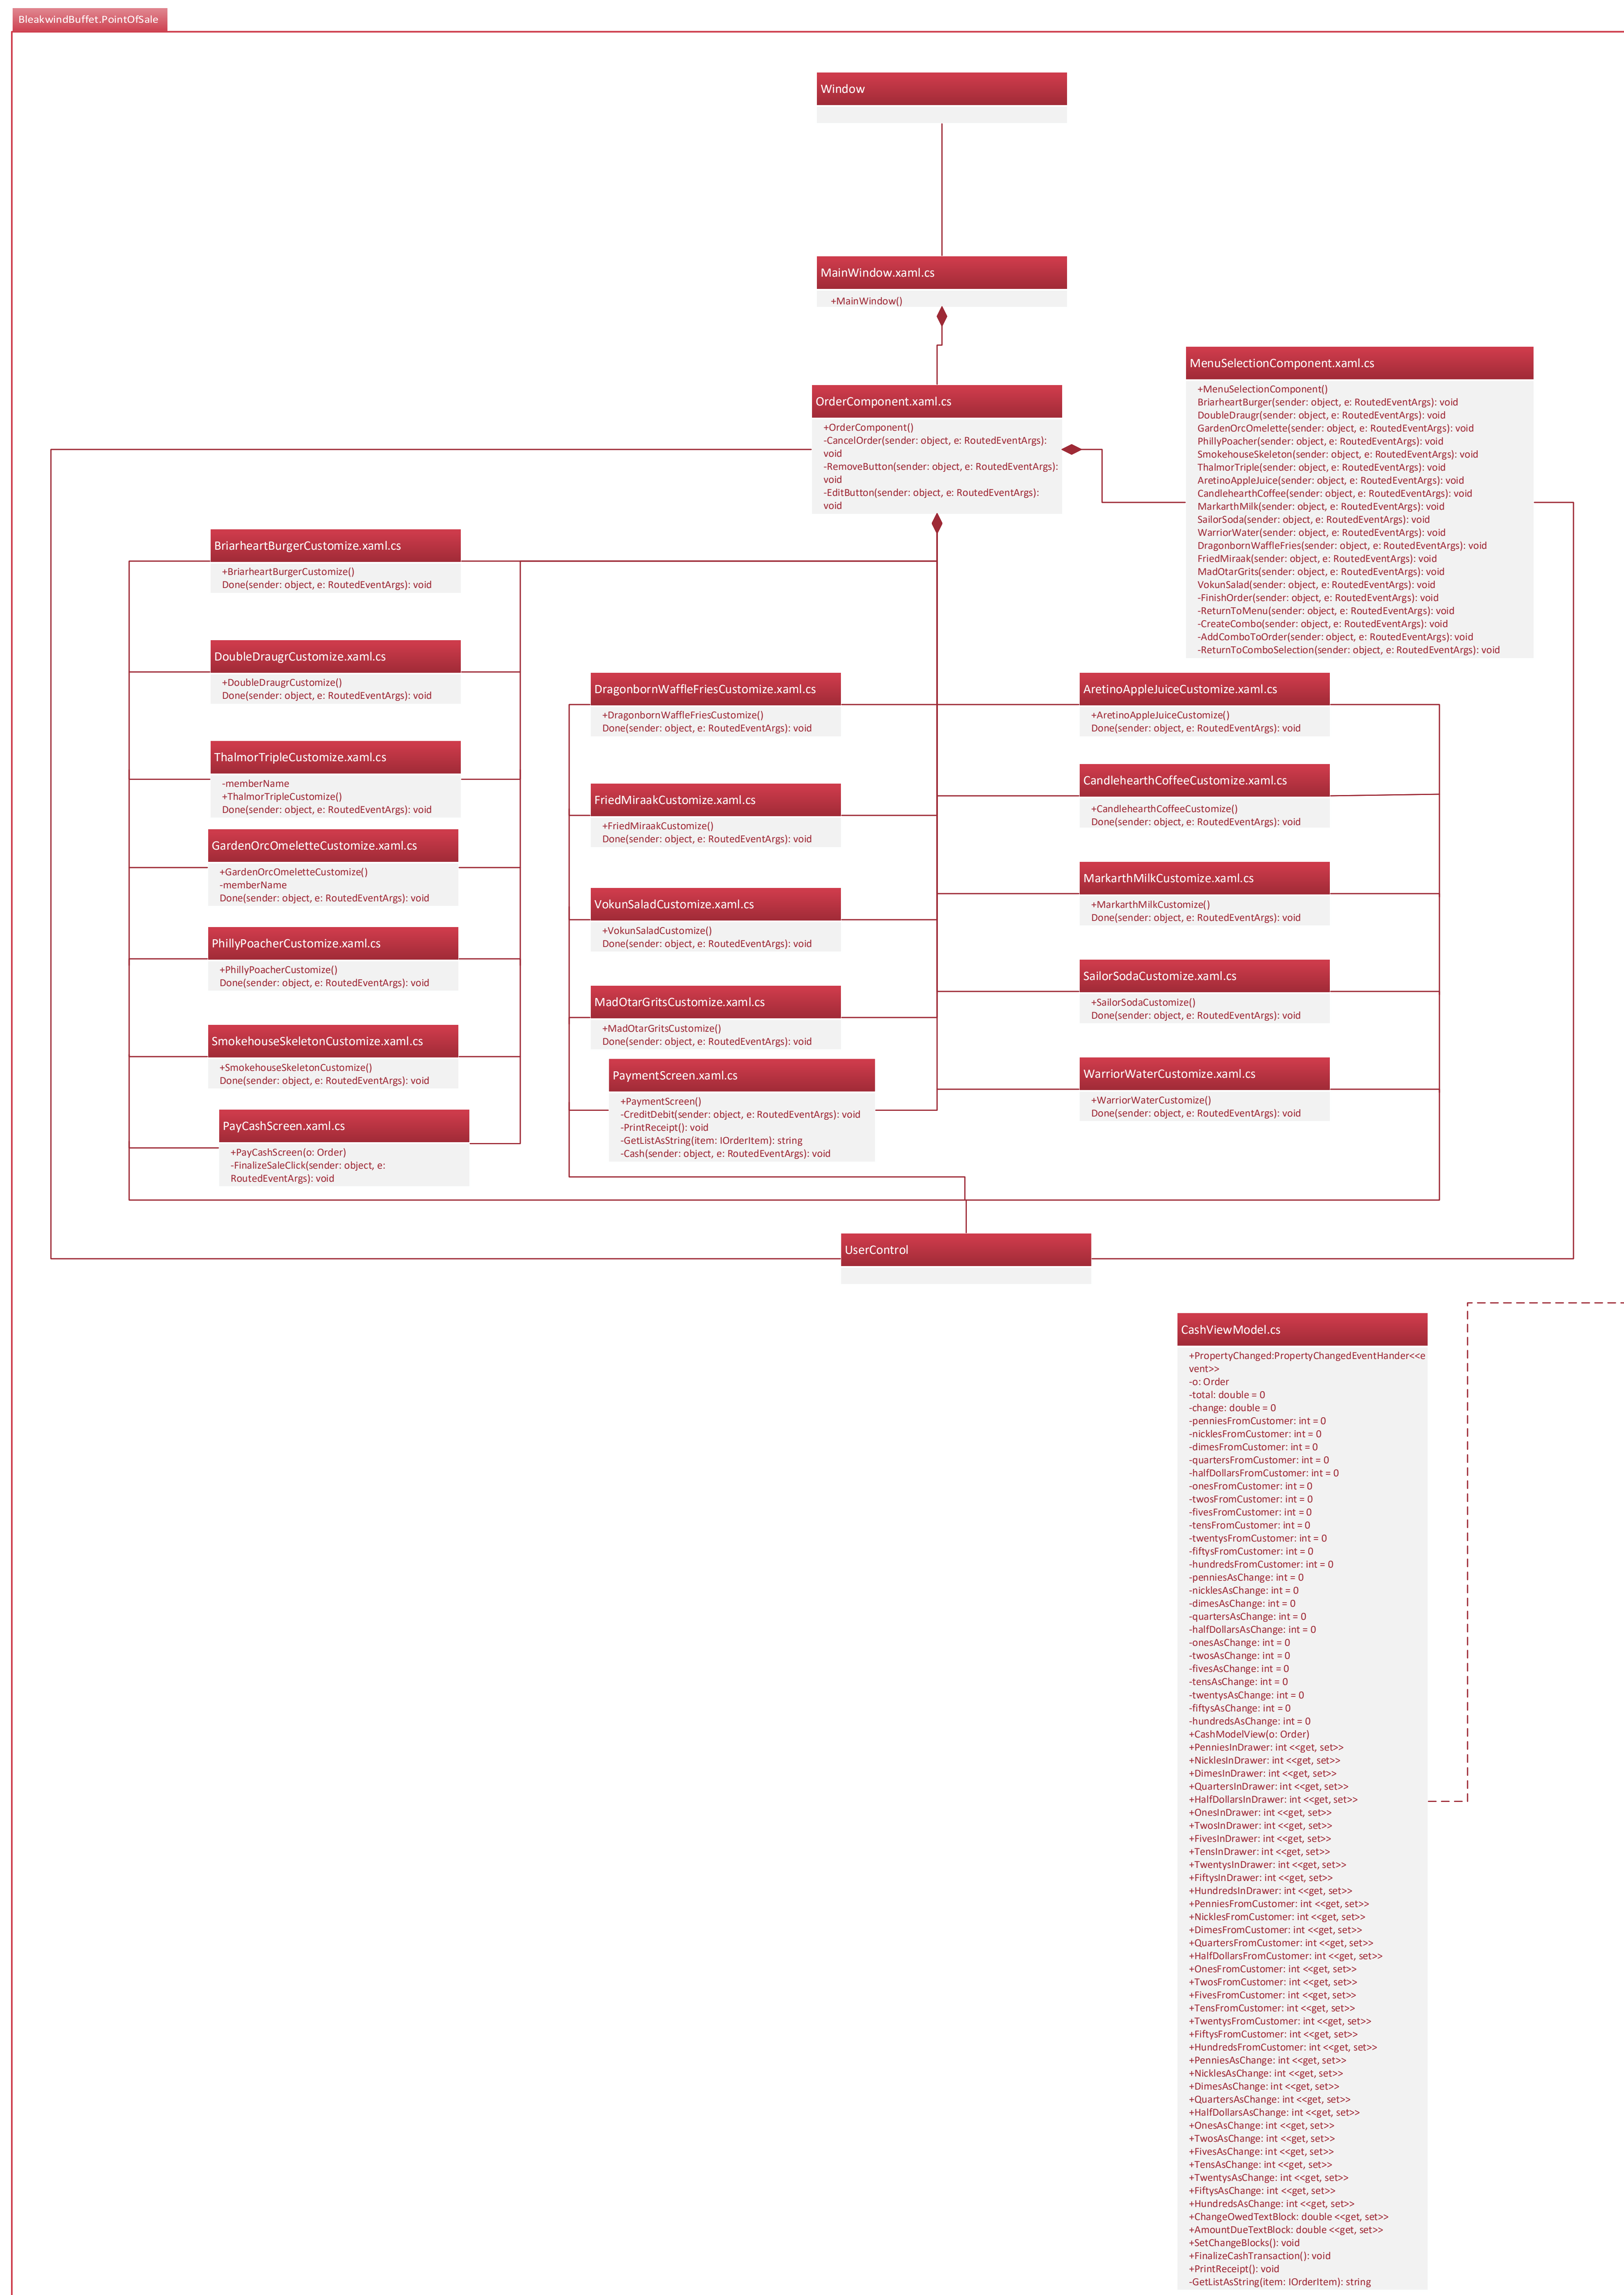 BleakwindBuffet.PointOfSale
Window
MainWindow.xaml.cs
+MainWindow()
OrderComponent.xaml.cs
+OrderComponent()
-CancelOrder(sender: object, e: RoutedEventArgs):
void
-RemoveButton(sender: object, e: RoutedEventArgs):
void
-EditButton(sender: object, e: RoutedEventArgs):
void
MenuSelectionComponent.xaml.cs
+MenuSelectionComponent()
BriarheartBurger(sender: object, e: RoutedEventArgs): void
DoubleDraugr(sender: object, e: RoutedEventArgs): void
GardenOrcOmelette(sender: object, e: RoutedEventArgs): void
PhillyPoacher(sender: object, e: RoutedEventArgs): void
SmokehouseSkeleton(sender: object, e: RoutedEventArgs): void
ThalmorTriple(sender: object, e: RoutedEventArgs): void
AretinoAppleJuice(sender: object, e: RoutedEventArgs): void
CandlehearthCoffee(sender: object, e: RoutedEventArgs): void
MarkarthMilk(sender: object, e: RoutedEventArgs): void
SailorSoda(sender: object, e: RoutedEventArgs): void
WarriorWater(sender: object, e: RoutedEventArgs): void
DragonbornWaffleFries(sender: object, e: RoutedEventArgs): void
FriedMiraak(sender: object, e: RoutedEventArgs): void
MadOtarGrits(sender: object, e: RoutedEventArgs): void
VokunSalad(sender: object, e: RoutedEventArgs): void
-FinishOrder(sender: object, e: RoutedEventArgs): void
-ReturnToMenu(sender: object, e: RoutedEventArgs): void
-CreateCombo(sender: object, e: RoutedEventArgs): void
-AddComboToOrder(sender: object, e: RoutedEventArgs): void
-ReturnToComboSelection(sender: object, e: RoutedEventArgs): void
BriarheartBurgerCustomize.xaml.cs
+BriarheartBurgerCustomize()
Done(sender: object, e: RoutedEventArgs): void
DoubleDraugrCustomize.xaml.cs
+DoubleDraugrCustomize()
Done(sender: object, e: RoutedEventArgs): void
ThalmorTripleCustomize.xaml.cs
-memberName
+ThalmorTripleCustomize()
Done(sender: object, e: RoutedEventArgs): void
GardenOrcOmeletteCustomize.xaml.cs
+GardenOrcOmeletteCustomize()
-memberName
Done(sender: object, e: RoutedEventArgs): void
PhillyPoacherCustomize.xaml.cs
+PhillyPoacherCustomize()
Done(sender: object, e: RoutedEventArgs): void
SmokehouseSkeletonCustomize.xaml.cs
+SmokehouseSkeletonCustomize()
Done(sender: object, e: RoutedEventArgs): void
PayCashScreen.xaml.cs
+PayCashScreen(o: Order)
-FinalizeSaleClick(sender: object, e:
RoutedEventArgs): void
DragonbornWaffleFriesCustomize.xaml.cs
+DragonbornWaffleFriesCustomize()
Done(sender: object, e: RoutedEventArgs): void
FriedMiraakCustomize.xaml.cs
+FriedMiraakCustomize()
Done(sender: object, e: RoutedEventArgs): void
VokunSaladCustomize.xaml.cs
+VokunSaladCustomize()
Done(sender: object, e: RoutedEventArgs): void
MadOtarGritsCustomize.xaml.cs
+MadOtarGritsCustomize()
Done(sender: object, e: RoutedEventArgs): void
PaymentScreen.xaml.cs
+PaymentScreen()
-CreditDebit(sender: object, e: RoutedEventArgs): void
-PrintReceipt(): void
-GetListAsString(item: IOrderItem): string
-Cash(sender: object, e: RoutedEventArgs): void
AretinoAppleJuiceCustomize.xaml.cs
+AretinoAppleJuiceCustomize()
Done(sender: object, e: RoutedEventArgs): void
CandlehearthCoffeeCustomize.xaml.cs
+CandlehearthCoffeeCustomize()
Done(sender: object, e: RoutedEventArgs): void
MarkarthMilkCustomize.xaml.cs
+MarkarthMilkCustomize()
Done(sender: object, e: RoutedEventArgs): void
SailorSodaCustomize.xaml.cs
+SailorSodaCustomize()
Done(sender: object, e: RoutedEventArgs): void
WarriorWaterCustomize.xaml.cs
+WarriorWaterCustomize()
Done(sender: object, e: RoutedEventArgs): void
UserControl
CashViewModel.cs
+PropertyChanged:PropertyChangedEventHander<<e
vent>>
-o: Order
-total: double = 0
-change: double = 0
-penniesFromCustomer: int = 0
-nicklesFromCustomer: int = 0
-dimesFromCustomer: int = 0
-quartersFromCustomer: int = 0
-halfDollarsFromCustomer: int = 0
-onesFromCustomer: int = 0
-twosFromCustomer: int = 0
-fivesFromCustomer: int = 0
-tensFromCustomer: int = 0
-twentysFromCustomer: int = 0
-fiftysFromCustomer: int = 0
-hundredsFromCustomer: int = 0
-penniesAsChange: int = 0
-nicklesAsChange: int = 0
-dimesAsChange: int = 0
-quartersAsChange: int = 0
-halfDollarsAsChange: int = 0
-onesAsChange: int = 0
-twosAsChange: int = 0
-fivesAsChange: int = 0
-tensAsChange: int = 0
-twentysAsChange: int = 0
-fiftysAsChange: int = 0
-hundredsAsChange: int = 0
+CashModelView(o: Order)
+PenniesInDrawer: int <<get, set>>
+NicklesInDrawer: int <<get, set>>
+DimesInDrawer: int <<get, set>>
+QuartersInDrawer: int <<get, set>>
+HalfDollarsInDrawer: int <<get, set>>
+OnesInDrawer: int <<get, set>>
+TwosInDrawer: int <<get, set>>
+FivesInDrawer: int <<get, set>>
+TensInDrawer: int <<get, set>>
+TwentysInDrawer: int <<get, set>>
+FiftysInDrawer: int <<get, set>>
+HundredsInDrawer: int <<get, set>>
+PenniesFromCustomer: int <<get, set>>
+NicklesFromCustomer: int <<get, set>>
+DimesFromCustomer: int <<get, set>>
+QuartersFromCustomer: int <<get, set>>
+HalfDollarsFromCustomer: int <<get, set>>
+OnesFromCustomer: int <<get, set>>
+TwosFromCustomer: int <<get, set>>
+FivesFromCustomer: int <<get, set>>
+TensFromCustomer: int <<get, set>>
+TwentysFromCustomer: int <<get, set>>
+FiftysFromCustomer: int <<get, set>>
+HundredsFromCustomer: int <<get, set>>
+PenniesAsChange: int <<get, set>>
+NicklesAsChange: int <<get, set>>
+DimesAsChange: int <<get, set>>
+QuartersAsChange: int <<get, set>>
+HalfDollarsAsChange: int <<get, set>>
+OnesAsChange: int <<get, set>>
+TwosAsChange: int <<get, set>>
+FivesAsChange: int <<get, set>>
+TensAsChange: int <<get, set>>
+TwentysAsChange: int <<get, set>>
+FiftysAsChange: int <<get, set>>
+HundredsAsChange: int <<get, set>>
+ChangeOwedTextBlock: double <<get, set>>
+AmountDueTextBlock: double <<get, set>>
+SetChangeBlocks(): void
+FinalizeCashTransaction(): void
+PrintReceipt(): void
-GetListAsString(item: IOrderItem): string